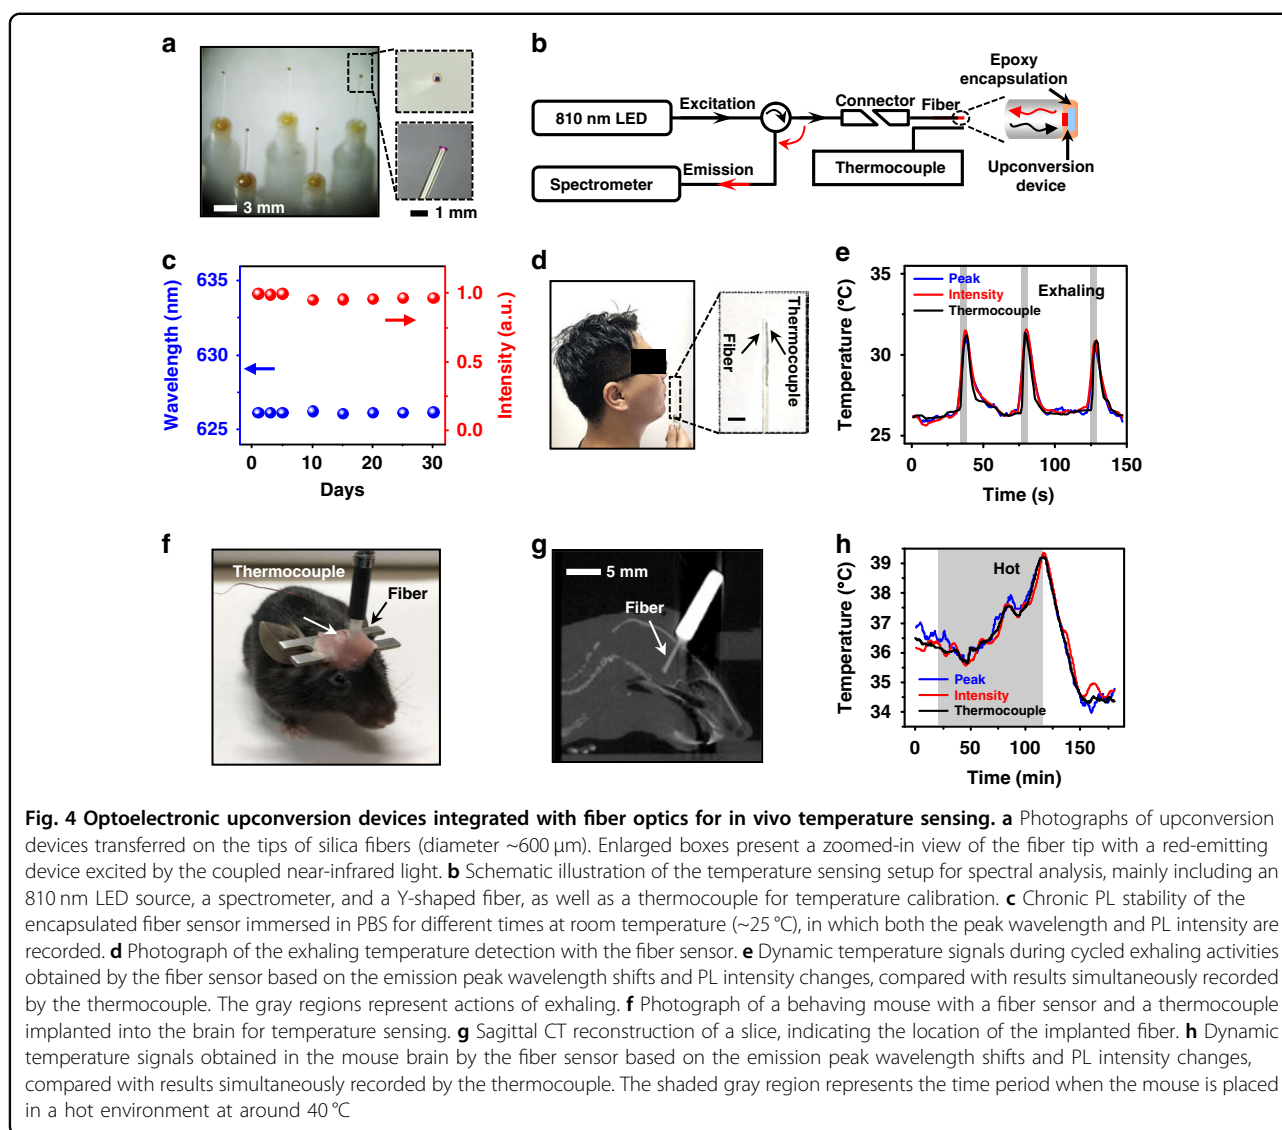 a
3 mm
1 mm
b
810 nm LED
Excitation
Connector
Fiber
Epoxy
encapsulation
Spectrometer
Emission
Thermocouple
Upconversion
device
c
Wavelength (nm)
635
630
625
1.0
0.5
0.0
Intensity (a.u.)
0
10
20
30
Days
d
Fiber
Thermocouple
e
Temperature (°C)
35
30
25
Peak
Intensity
Thermocouple
Exhaling
0
50
100
150
Time (s)
f
Thermocouple
Fiber
g
5 mm
Fiber
h
Temperature (°C)
39
38
37
36
35
34
Hot
Peak
Intensity
Thermocouple
0
50
100
150
Time (min)
Fig. 4 Optoelectronic upconversion devices integrated with fiber optics for in vivo temperature sensing. a Photographs of upconversion
devices transferred on the tips of silica fibers (diameter ~600 μm). Enlarged boxes present a zoomed-in view of the fiber tip with a red-emitting
device excited by the coupled near-infrared light. b Schematic illustration of the temperature sensing setup for spectral analysis, mainly including an
810 nm LED source, a spectrometer, and a Y-shaped fiber, as well as a thermocouple for temperature calibration. c Chronic PL stability of the
encapsulated fiber sensor immersed in PBS for different times at room temperature (~25 °C), in which both the peak wavelength and PL intensity are
recorded. d Photograph of the exhaling temperature detection with the fiber sensor. e Dynamic temperature signals during cycled exhaling activities
obtained by the fiber sensor based on the emission peak wavelength shifts and PL intensity changes, compared with results simultaneously recorded
by the thermocouple. The gray regions represent actions of exhaling. f Photograph of a behaving mouse with a fiber sensor and a thermocouple
implanted into the brain for temperature sensing. g Sagittal CT reconstruction of a slice, indicating the location of the implanted fiber. h Dynamic
temperature signals obtained in the mouse brain by the fiber sensor based on the emission peak wavelength shifts and PL intensity changes,
compared with results simultaneously recorded by the thermocouple. The shaded gray region represents the time period when the mouse is placed
in a hot environment at around 40 °C